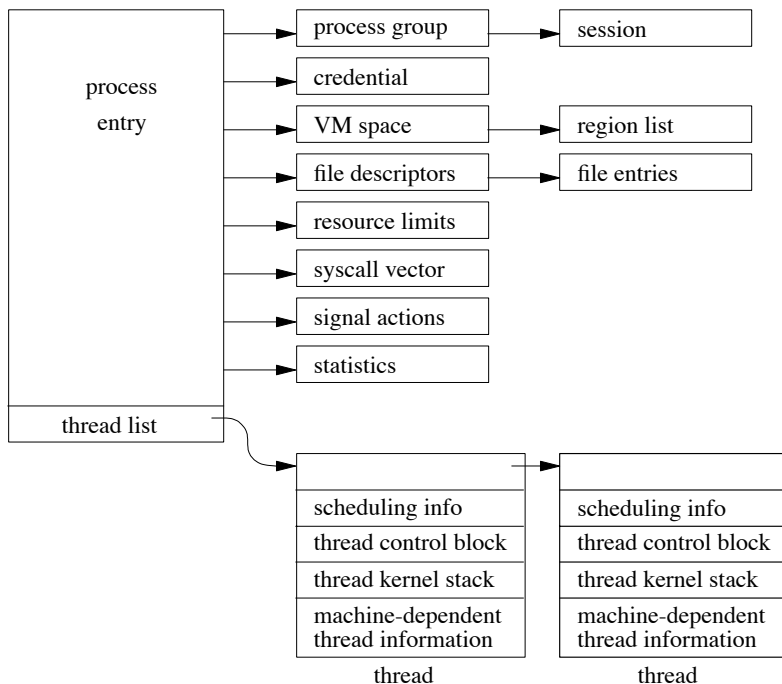 process group
session
credential
process
entry
VM space
region list
file descriptors
file entries
resource limits
syscall vector
signal actions
statistics
thread list
scheduling info
thread control block
thread kernel stack
machine-dependent
thread information
thread
scheduling info
thread control block
thread kernel stack
machine-dependent
thread information
thread